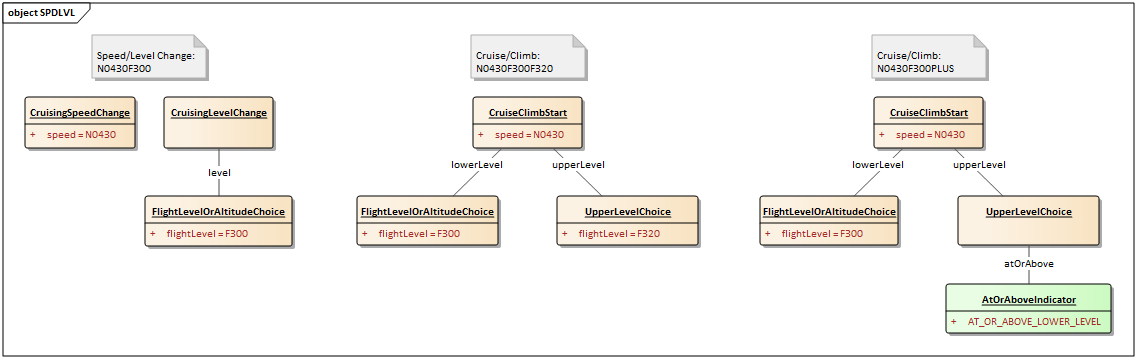 object SPDLVL
Speed/Level Change:
N0430F300
CruisingSpeedChange
+ speed = N0430
CruisingLevelChange
level
FlightLevelOrAltitudeChoice
+ flightLevel = F300
Cruise/Climb:
N0430F300F320
CruiseClimbStart
+ speed = N0430
lowerLevel
upperLevel
FlightLevelOrAltitudeChoice
+ flightLevel = F300
UpperLevelChoice
+ flightLevel = F320
Cruise/Climb:
N0430F300PLUS
CruiseClimbStart
+ speed = N0430
lowerLevel
upperLevel
FlightLevelOrAltitudeChoice
+ flightLevel = F300
UpperLevelChoice
atOrAbove
AtOrAboveIndicator
+ AT_OR_ABOVE_LOWER_LEVEL